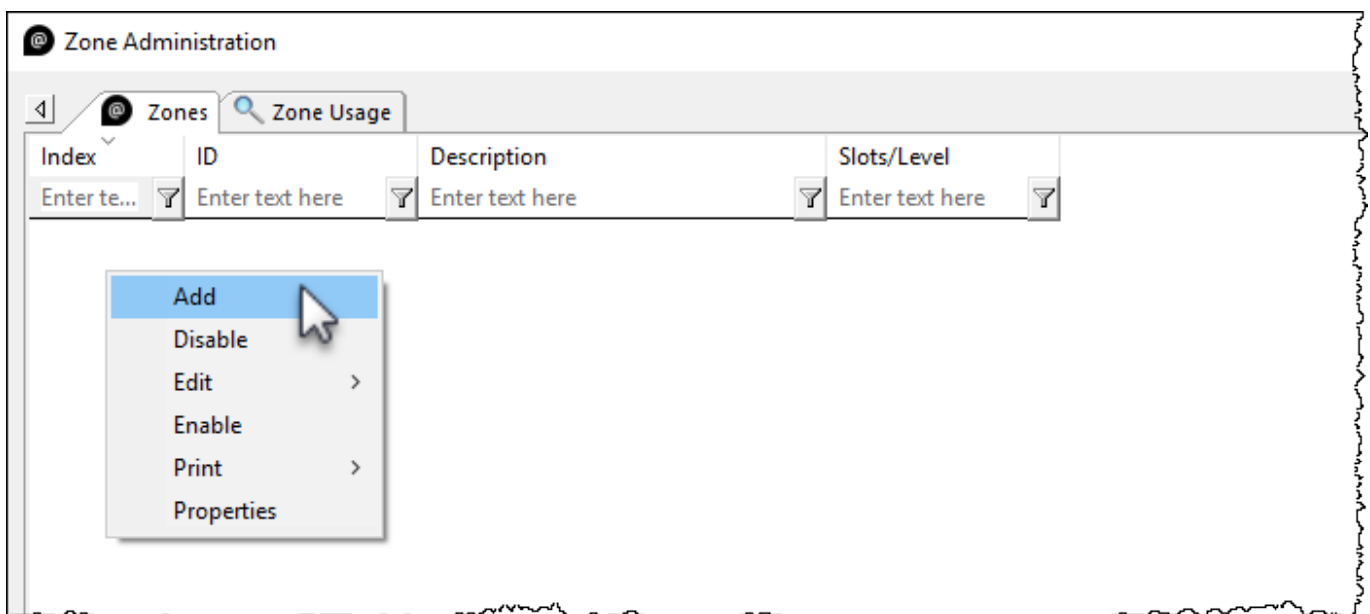 Zone Administration
Zones Zone Usage
Index ID Description Slots/Level
Enter te... Enter text here Enter text here Enter text here
Add
Disable
Edit
Enable
Print
Properties